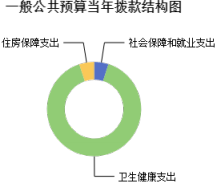 一般公共预算当年拨款结构图
住房保障支出
社会保障和就业支出
卫生健康支出